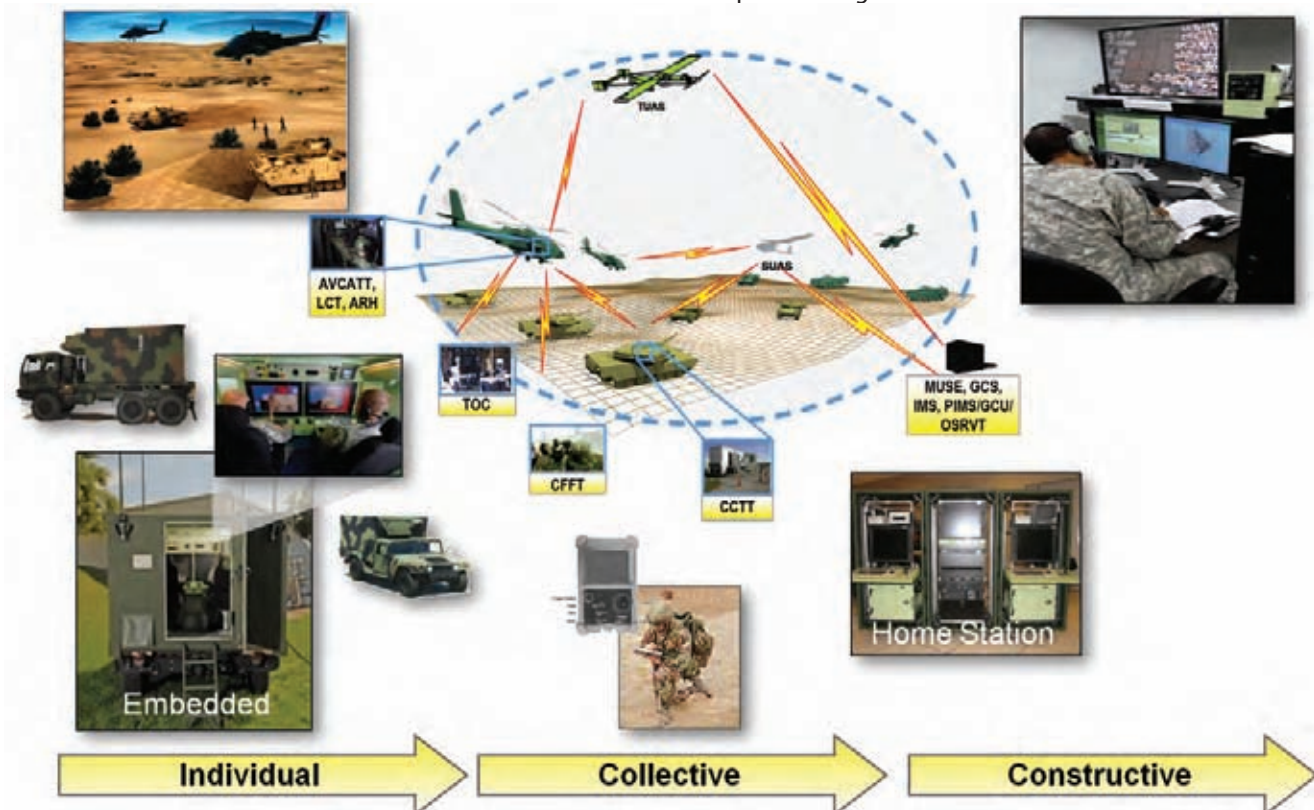 TUAS
SUAS
AVCATT,
LCT, ARH
TOC
CFFT
CCTT
MUSE, GCS,
IMS, PIMS/GCU/
OSRVT
Embedded
Home Station
Individual
Collective
Constructive